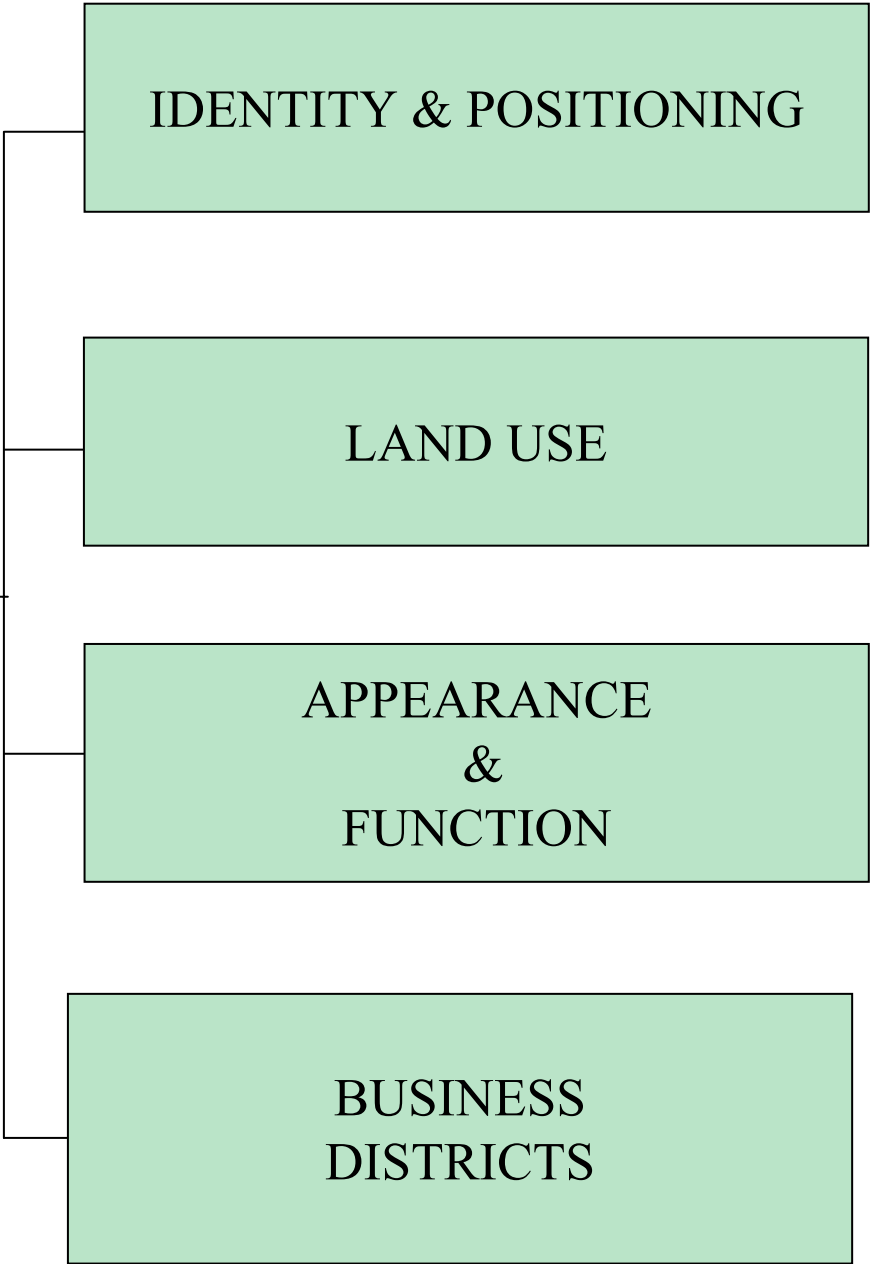 IDENTITY & POSITIONING
LAND USE
APPEARANCE
&
FUNCTION
BUSINESS
DISTRICTS